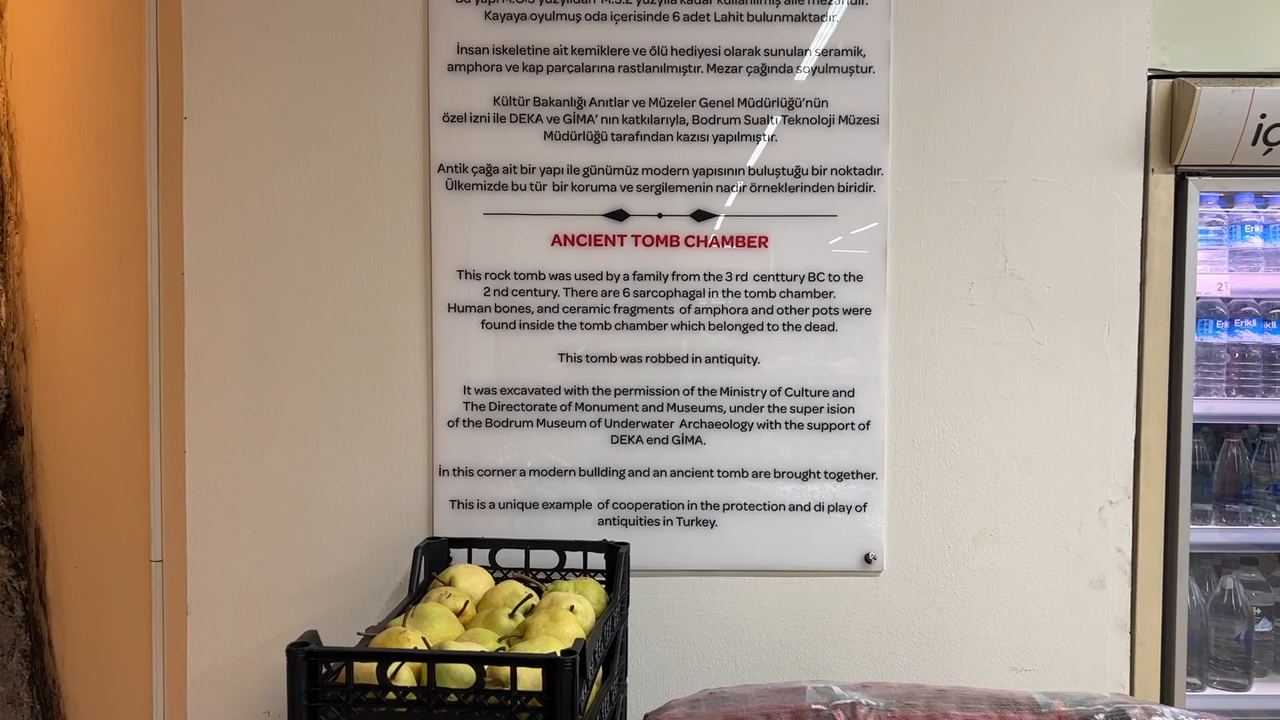 Bu yapı M.Ö.3 yüzyıldan M.S.2 yüzyıla kadar kullanılmış aile mezarıdır.
Kayaya oyulmuş oda içerisinde 6 adet Lahit bulunmaktadır.
İnsan iskeletine ait kemiklere ve ölü hediyesi olarak sunulan seramik,
amphora ve kap parçalarına rastlanılmıştır. Mezar çağında soyulmuştur.
Kültür Bakanlığı Anıtlar ve Müzeler Genel Müdürlüğü'nün
özel izni ile DEKA ve GİMA' nın katkılarıyla, Bodrum Sualtı Teknoloji Müzesi
Müdürlüğü tarafından kazısı yapılmıştır.
Antik çağa ait bir yapı ile günümüz modern yapısının buluştuğu bir noktadır.
Ülkemizde bu tür bir koruma ve sergilemenin nadir örneklerinden biridir.
ANCIENT TOMB CHAMBER
This rock tomb was used by a family from the 3 rd centtury BC to the
2 nd century. There are 6 sarcophagal in the tomb chamber.
Human bones, and ceramic fragments of amphora and other pots were
found inside the tomb chamber which belonged to the dead.
This tomb was robbed in antiquity.
It was excavated with the permission of the Ministry of Culture and
The Directorate of Monument and Museums, under the super ision
of the Bodrum Museum of Underwater Archaeology with the support of
DEKA end GİMA.
İn this corner a modern bullding and an ancient tomb are brought together.
This is a unique example of cooperation in the protection and di play of
antiquities in Turkey.
iç
Erikli
Erikli